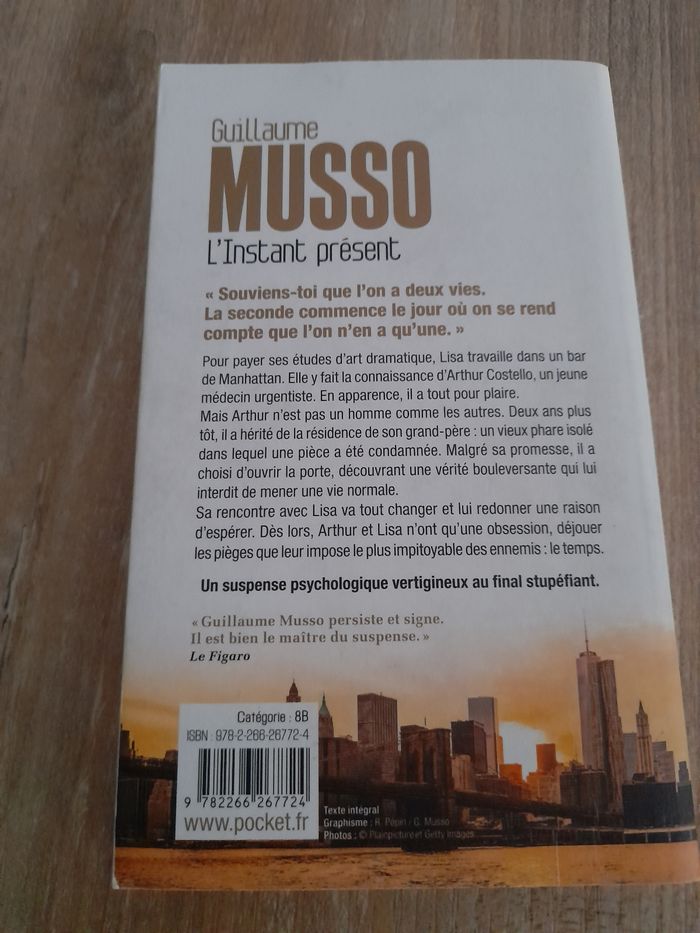 Guillaume
MUSSO
L'Instant présent
« Souviens-toi que l'on a deux vies.
La seconde commence le jour où on se rend
compte que l'on n'en a qu'une. »
Pour payer ses études d'art dramatique, Lisa travaille dans un bar
de Manhattan. Elle y fait la connaissance d'Arthur Costello, un jeune
médecin urgentiste. En apparence, il a tout pour plaire.
Mais Arthur n'est pas un homme comme les autres. Deux ans plus
tôt, il a hérité de la résidence de son grand-père : un vieux phare isolé
dans lequel une pièce a été condamnée. Malgré sa promesse, il a
choisi d'ouvrir la porte, découvrant une vérité bouleversante qui lui
interdit de mener une vie normale.
Sa rencontre avec Lisa va tout changer et lui redonner une raison
d'espérer. Dès lors, Arthur et Lisa n'ont qu'une obsession, déjouer
les pièges que leur impose le plus impitoyable des ennemis : le temps.
Un suspense psychologique vertigineux au final stupéfiant.
« Guillaume Musso persiste et signe.
Il est bien le maître du suspense. »
Le Figaro
Catégorie : 8B
ISBN : 978-2-266-26772-4
9 782266 267724
www.pocket.fr
Texte intégral
Graphisme : R. Pépin / G. Musso
Photos : © Plainpicture et Getty Images